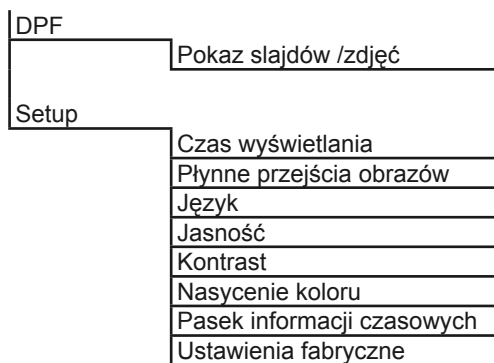 DPF
Pokaz slajdów /zdjęć
Setup
Czas wyświetlania
Płynne przejścia obrazów
Język
Jasność
Kontrast
Nasycenie koloru
Pasek informacji czasowych
Ustawienia fabryczne